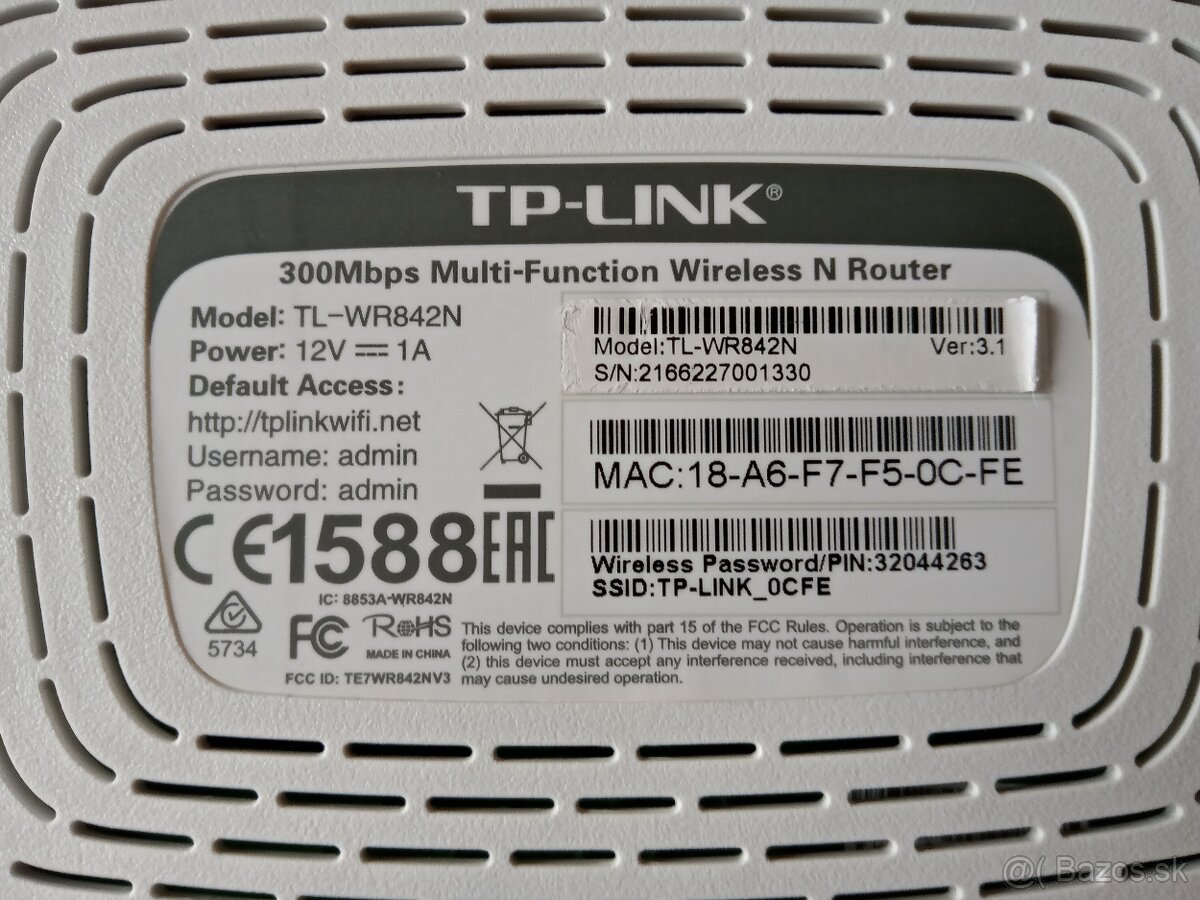 TP-LINK®
300Mbps Multi-Function Wireless N Router
Model: TL-WR842N
Power: 12V ⎓ 1A
Default Access:
http://tplinkwifi.net
Username: admin
Password: admin
Model:TL-WR842N Ver:3.1
S/N:2166227001330
MAC:18-A6-F7-F5-0C-FE
Wireless Password/PIN:32044263
SSID:TP-LINK_0CFE
CE1588 EAC
IC: 8853A-WR842N
5734
FC
RoHS
MADE IN CHINA
FCC ID: TE7WR842NV3
This device complies with part 15 of the FCC Rules. Operation is subject to the
following two conditions: (1) This device may not cause harmful interference, and
(2) this device must accept any interference received, including interference that
may cause undesired operation.
@( Bazos.sk